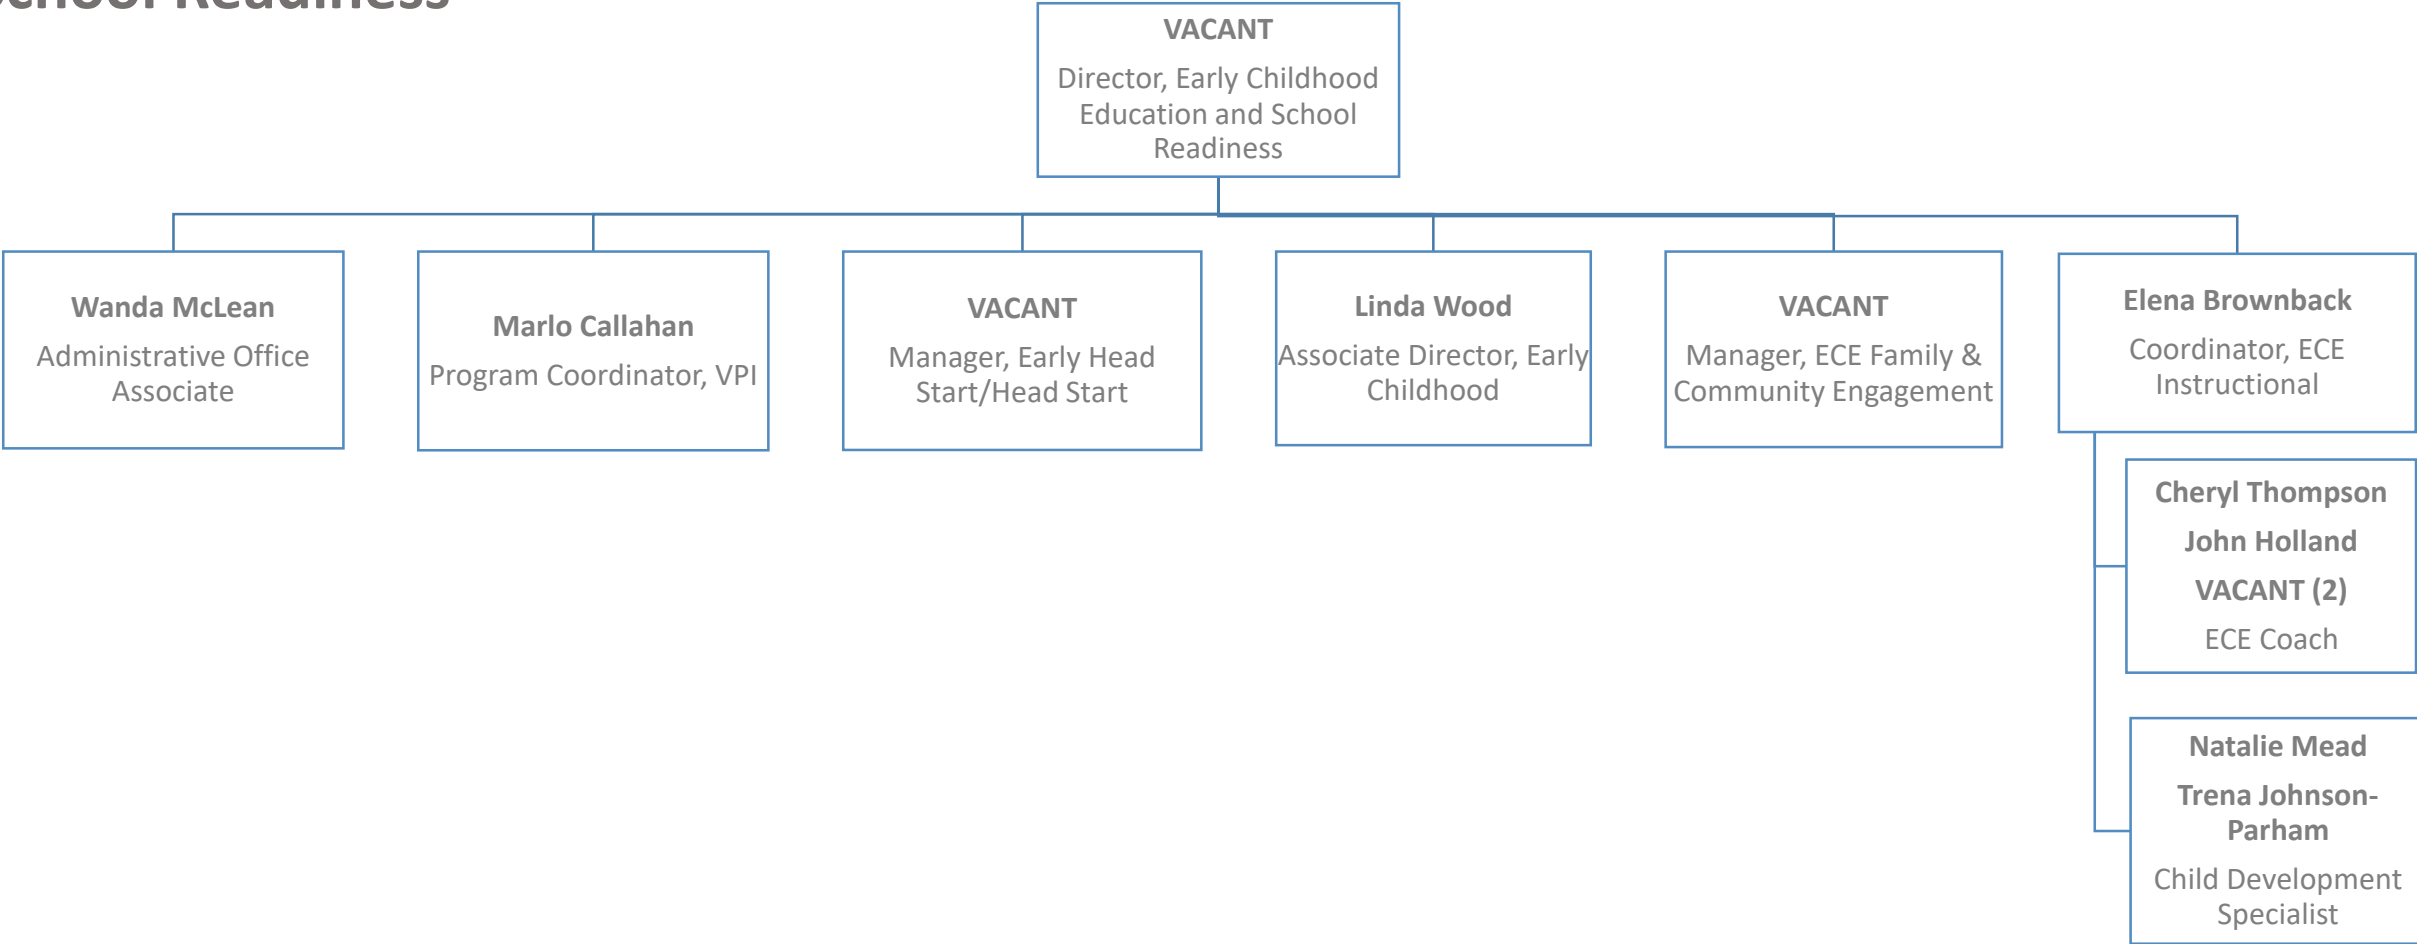 School Readiness
VACANT
Director, Early Childhood
Education and School
Readiness
Wanda McLean
Administrative Office
Associate
Marlo Callahan
Program Coordinator, VPI
VACANT
Manager, Early Head
Start/Head Start
Linda Wood
Associate Director, Early
Childhood
VACANT
Manager, ECE Family &
Community Engagement
Elena Brownback
Coordinator, ECE
Instructional
Cheryl Thompson
John Holland
VACANT (2)
ECE Coach
Natalie Mead
Trena Johnson-
Parham
Child Development
Specialist